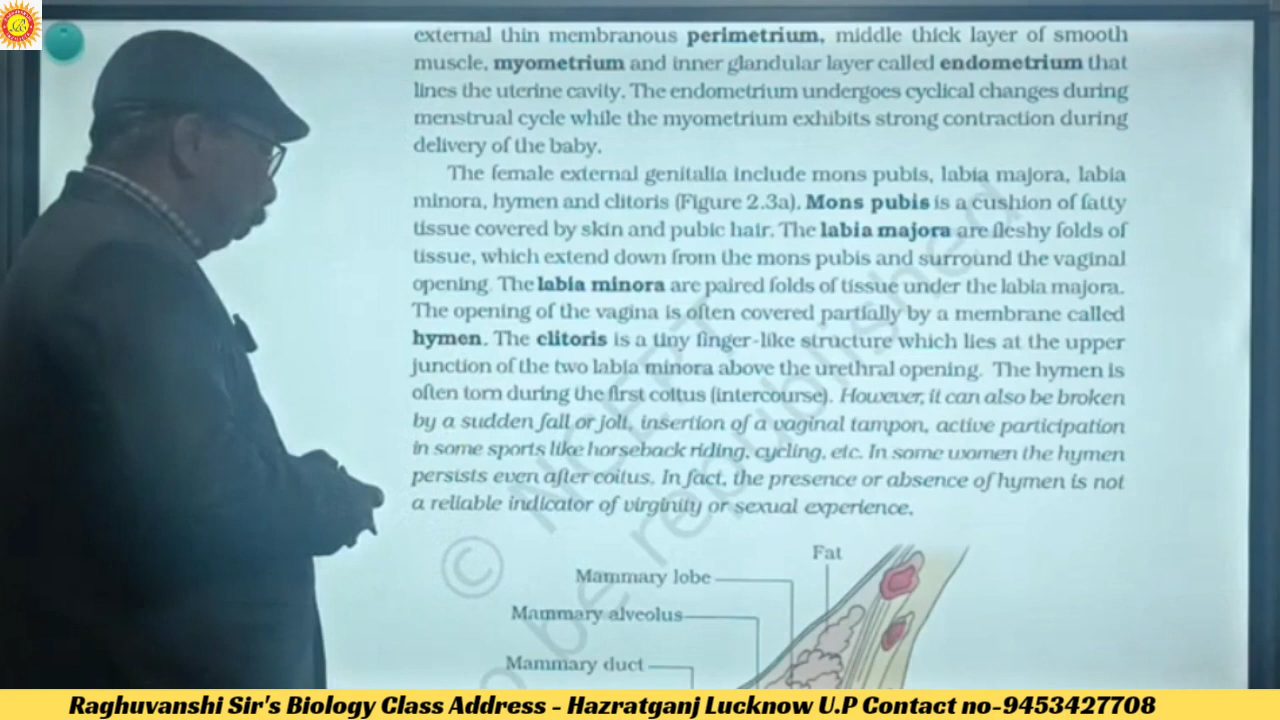 external thin membranous perimetrium, middle thick layer of smooth
muscle, myometrium and inner glandular layer called endometrium that
lines the uterine cavity. The endometrium undergoes cyclical changes during
menstrual cycle while the myometrium exhibits strong contraction during
delivery of the baby.
The female external genitalia include mons pubis, labia majora, labia
minora, hymen and clitoris (Figure 2.3a). Mons pubis is a cushion of fatty
tissue covered by skin and pubic hair. The labia majora are fleshy folds of
tissue, which extend down from the mons pubis and surround the vaginal
opening. The labia minora are paired folds of tissue under the labia majora.
The opening of the vagina is often covered partially by a membrane called
hymen. The clitoris is a tiny finger-like structure which lies at the upper
junction of the two labia minora above the urethral opening. The hymen is
often torn during the first coitus (intercourse). However, it can also be broken
by a sudden fall or jolt, insertion of a vaginal tampon, active participation
in some sports like horseback riding, cycling, etc. In some women the hymen
persists even after coitus. In fact, the presence or absence of hymen is not
a reliable indicator of virginity or sexual experience.
Fat
Mammary lobe
Mammary alveolus
Mammary duct
© NCERT
o be republished
Raghuvanshi Sir's Biology Class Address - Hazratganj Lucknow U.P Contact no-9453427708